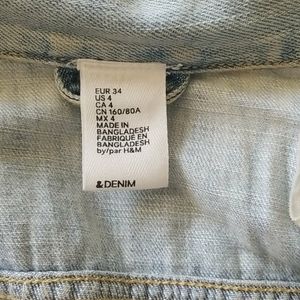 EUR 34
US 4
CA 4
CN 160/80A
MX 4
MADE IN
BANGLADESH
FABRIQUÉ EN
BANGLADESH
by/par H&M
&DENIM